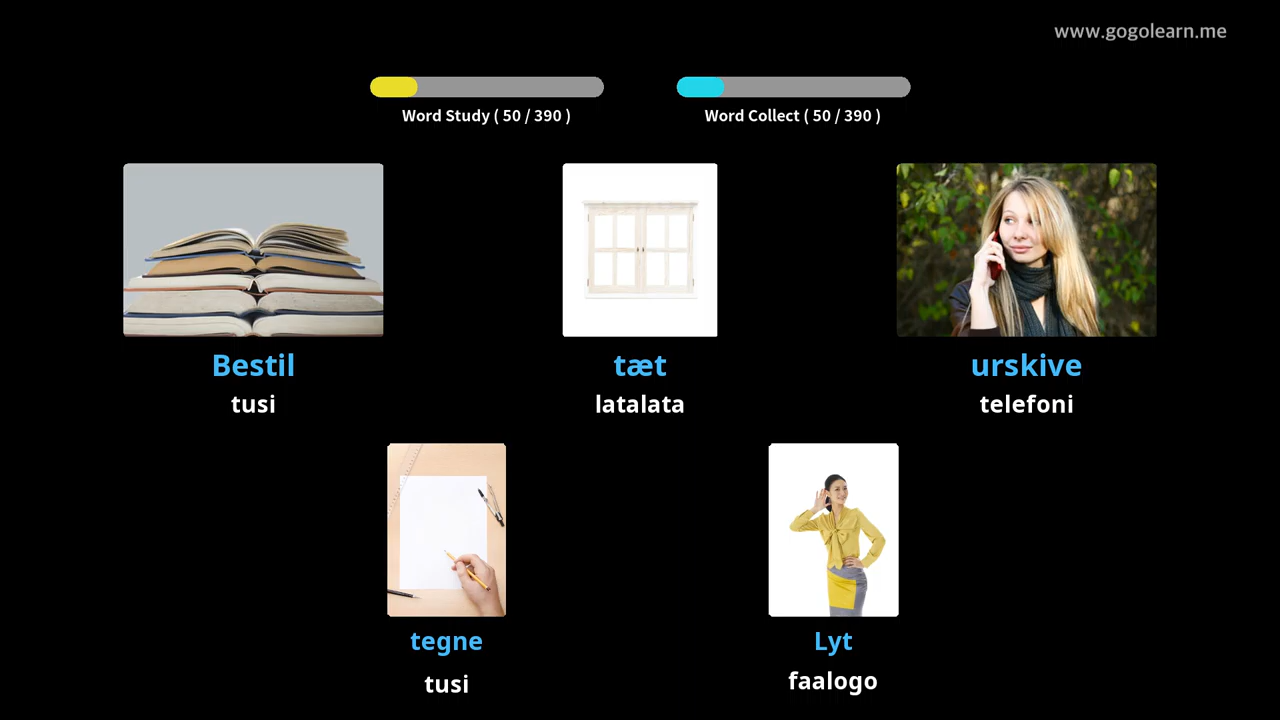 www.gogolearn.me
Word Study ( 50 / 390 )
Word Collect ( 50 / 390 )
Bestil
tæt
urskive
tusi
latalata
telefoni
tegne
Lyt
tusi
faalogo